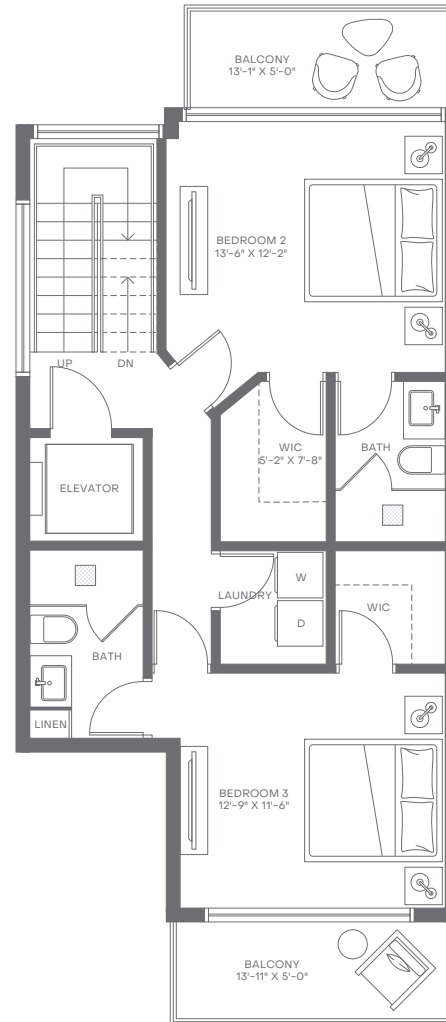 BALCONY
13'-1" X 5'-0"
BEDROOM 2
13'-6" X 12'-2"
UP
DN
WIC
5'-2" X 7'-8"
BATH
ELEVATOR
W
LAUNDRY
D
WIC
BATH
LINEN
BEDROOM 3
12'-9" X 11'-6"
BALCONY
13'-11" X 5'-0"